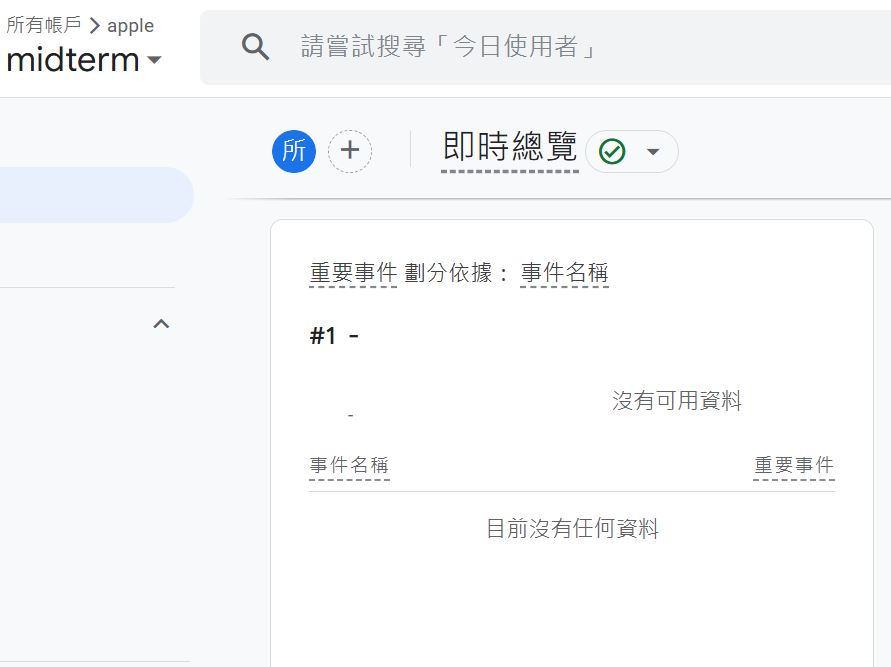 所有帳戶 > apple
midterm
請嘗試搜尋「今日使用者」
所
即時總覽
重要事件 劃分依據： 事件名稱
#1 -
沒有可用資料
-
事件名稱 重要事件
目前沒有任何資料